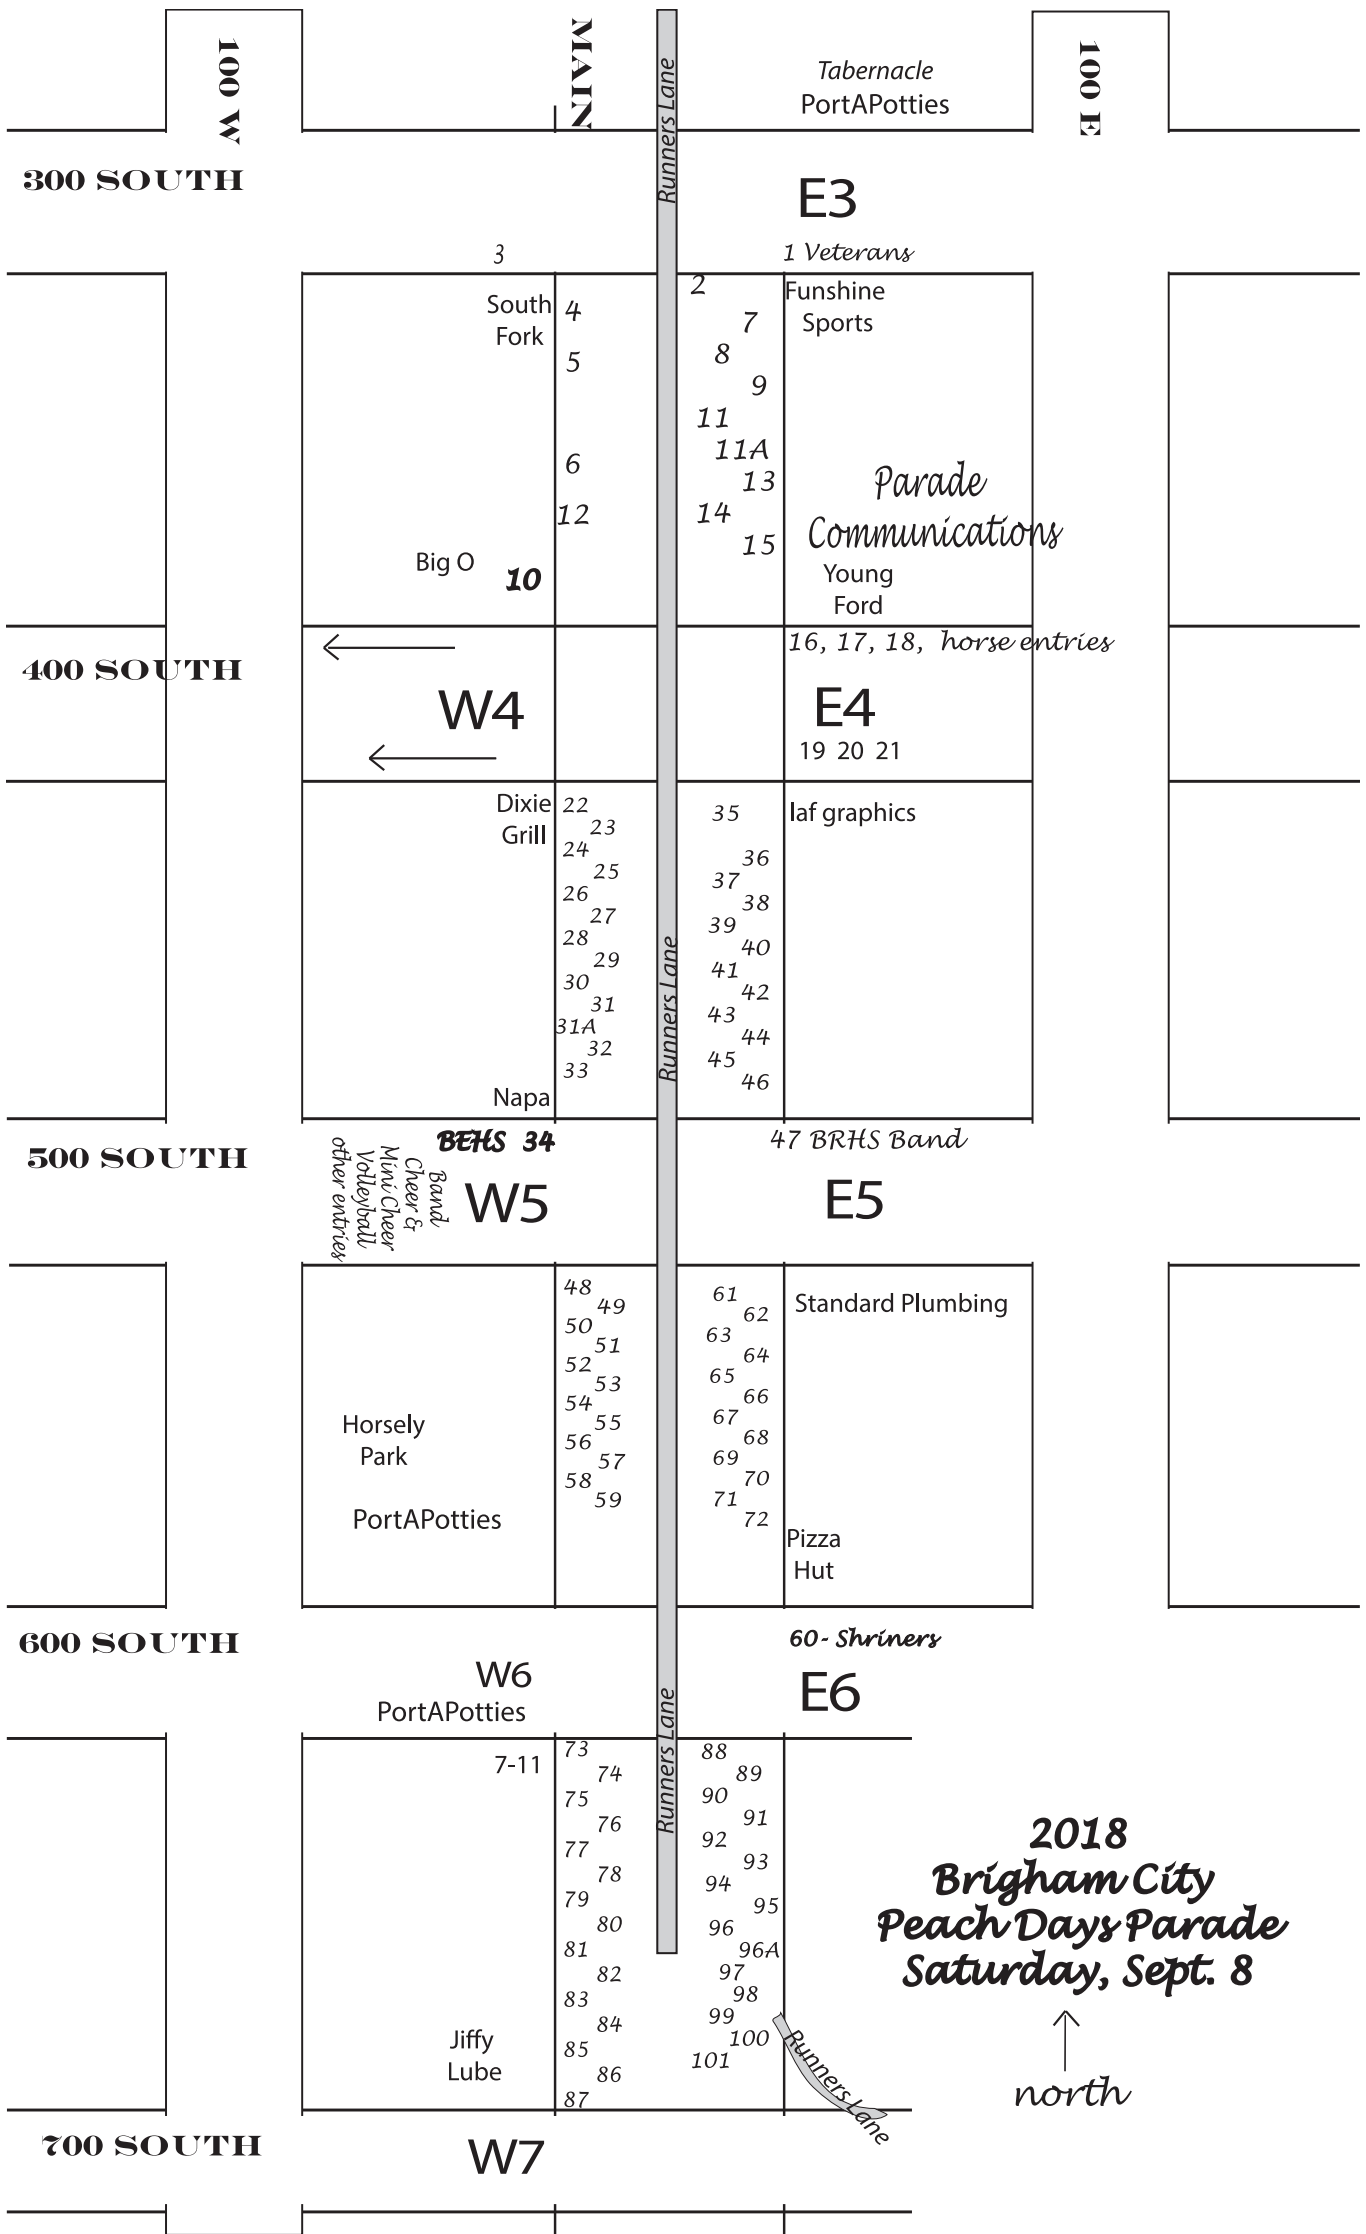 100 W
MAIN
Runners Lane
Tabernacle
PortAPotties
100 E
300 SOUTH
E3
3
1 Veterans
South
Fork
4
5
6
12
Big O
10
2
7
8
9
11
11A
13
14
15
Funshine
Sports
Parade
Communications
Young
Ford
16, 17, 18, horse entries
400 SOUTH
W4
E4
19 20 21
Dixie
Grill
22
23
24
25
26
27
28
29
30
31
31A
32
33
Napa
Runners Lane
35
36
37
38
39
40
41
42
43
44
45
46
laf graphics
BEHS 34
47 BRHS Band
500 SOUTH
Band
Cheer &
Mini Cheer
Volleyball
other entries
W5
E5
48
49
50
51
52
53
54
55
56
57
58
59
Horsely
Park
PortAPotties
61
62
63
64
65
66
67
68
69
70
71
72
Standard Plumbing
Pizza
Hut
600 SOUTH
60- Shriners
W6
PortAPotties
E6
Runners Lane
7-11
73
74
75
76
77
78
79
80
81
82
83
84
85
86
87
Jiffy
Lube
88
89
90
91
92
93
94
95
96
96A
97
98
99
100
101
Runners Lane
2018
Brigham City
Peach Days Parade
Saturday, Sept. 8
north
700 SOUTH
W7